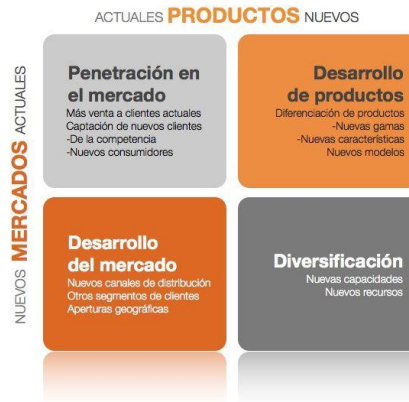 ACTUALES PRODUCTOS NUEVOS
NUEVOS MERCADOS ACTUALES
Penetración en
el mercado
Más venta a clientes actuales
Captación de nuevos clientes
-De la competencia
-Nuevos consumidores
Desarrollo
de productos
Diferenciación de productos
-Nuevas gamas
-Nuevas características
Nuevos modelos
Desarrollo
del mercado
Nuevos canales de distribución
Otros segmentos de clientes
Aperturas geográficas
Diversificación
Nuevas capacidades
Nuevos recursos